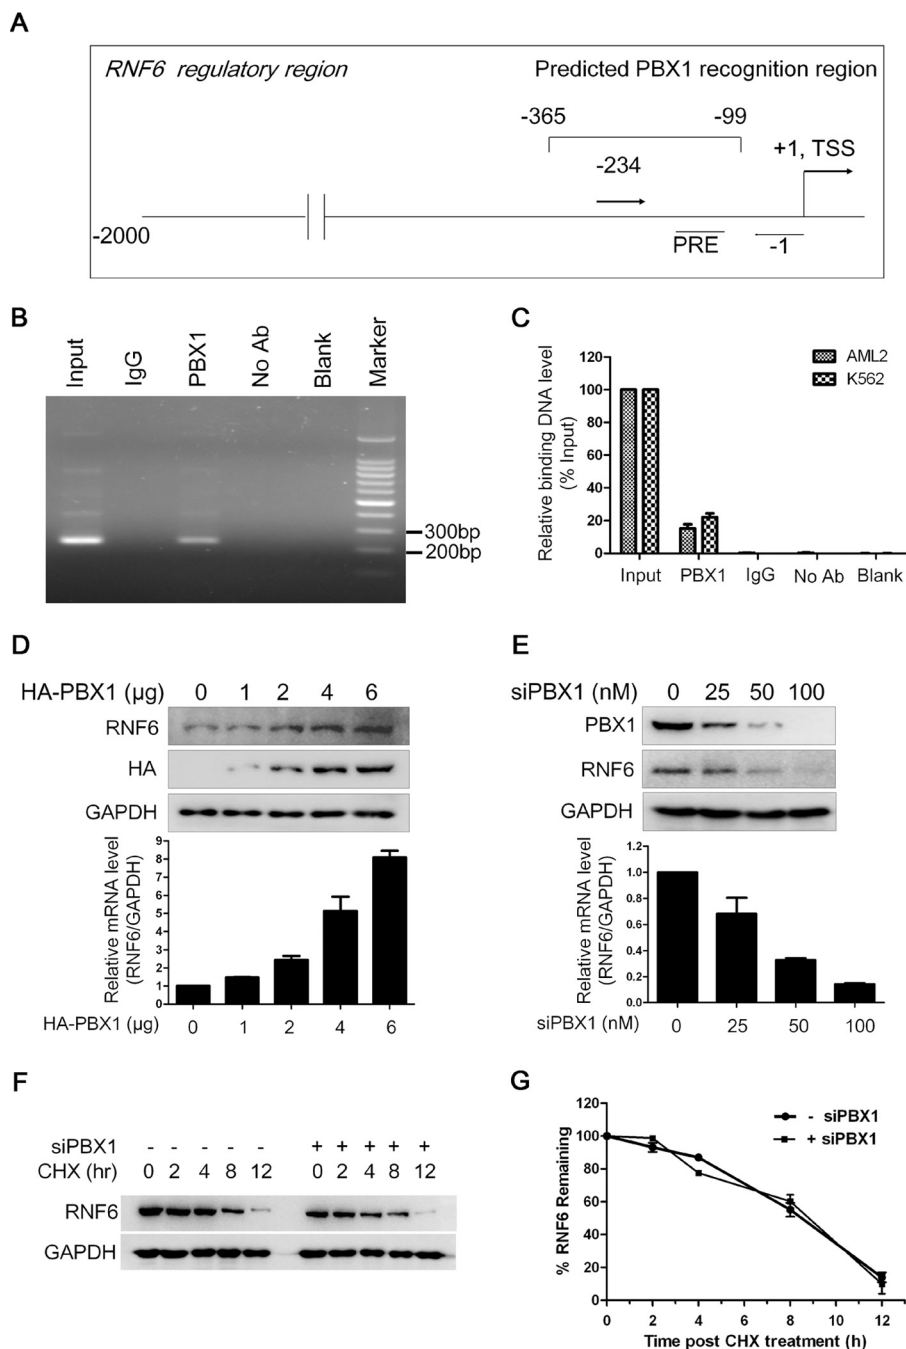 A
RNF6 regulatory region
Predicted PBX1 recognition region
-365
-99
-234
+1, TSS
-2000
PRE
-1
B
Input
IgG
PBX1
No Ab
Blank
Marker
300bp
200bp
C
AML2
K562
Relative binding DNA level
(% Input)
120
100
80
60
40
20
0
Input PBX1 IgG No Ab Blank
D
HA-PBX1 (µg) 0 1 2 4 6
RNF6
HA
GAPDH
Relative mRNA level
(RNF6/GAPDH)
9
8
7
6
5
4
3
2
1
0
HA-PBX1 (µg) 0 1 2 4 6
E
siPBX1 (nM) 0 25 50 100
PBX1
RNF6
GAPDH
Relative mRNA level
(RNF6/GAPDH)
1.2
1.0
0.8
0.6
0.4
0.2
0.0
siPBX1 (nM) 0 25 50 100
F
siPBX1 - - - - - + + + + +
CHX (hr) 0 2 4 8 12 0 2 4 8 12
RNF6
GAPDH
G
- siPBX1
+ siPBX1
% RNF6 Remaining
120
100
80
60
40
20
0
0 2 4 6 8 10 12
Time post CHX treatment (h)